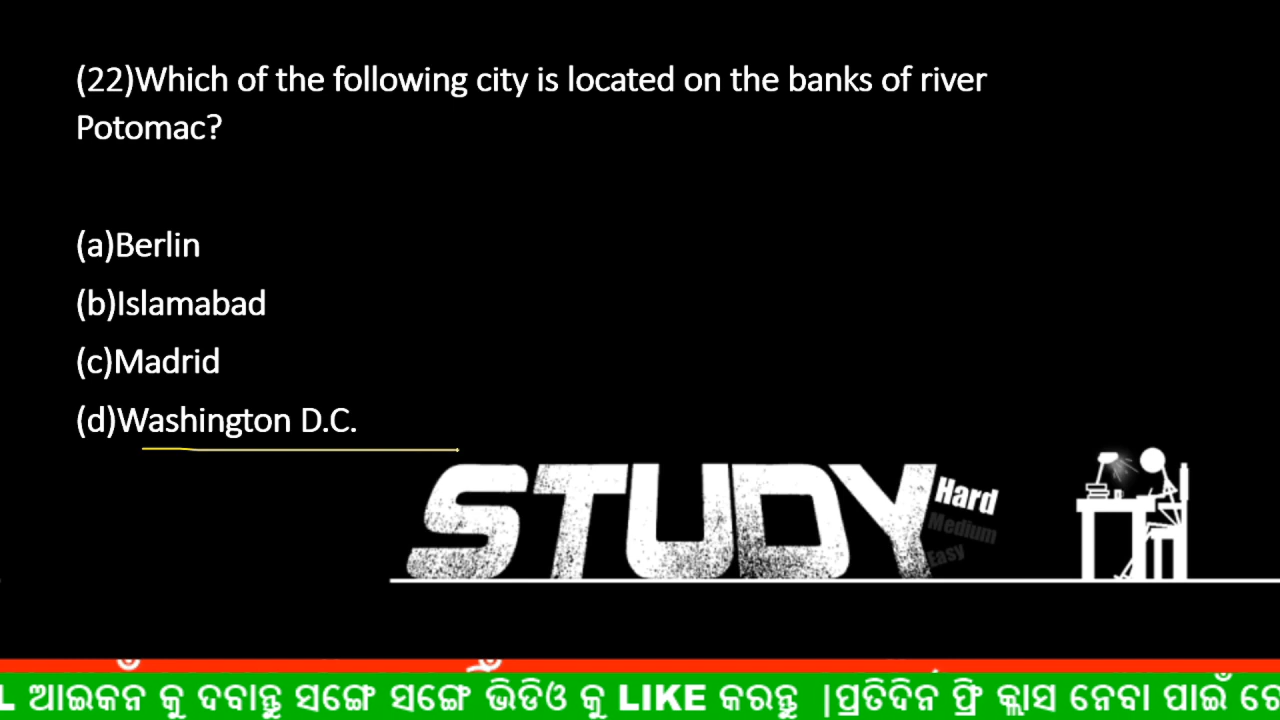 (22)Which of the following city is located on the banks of river
Potomac?
(a)Berlin
(b)Islamabad
(c)Madrid
(d)Washington D.C.
STUDY
Hard
Medium
Easy
L ଆଇକନ କୁ ଦବାନ୍ତୁ ସଙ୍ଗେ ସଙ୍ଗେ ଭିଡିଓ କୁ LIKE କରନ୍ତୁ |ପ୍ରତିଦିନ ଫ୍ରି କ୍ଲାସ ନେବା ପାଇଁ